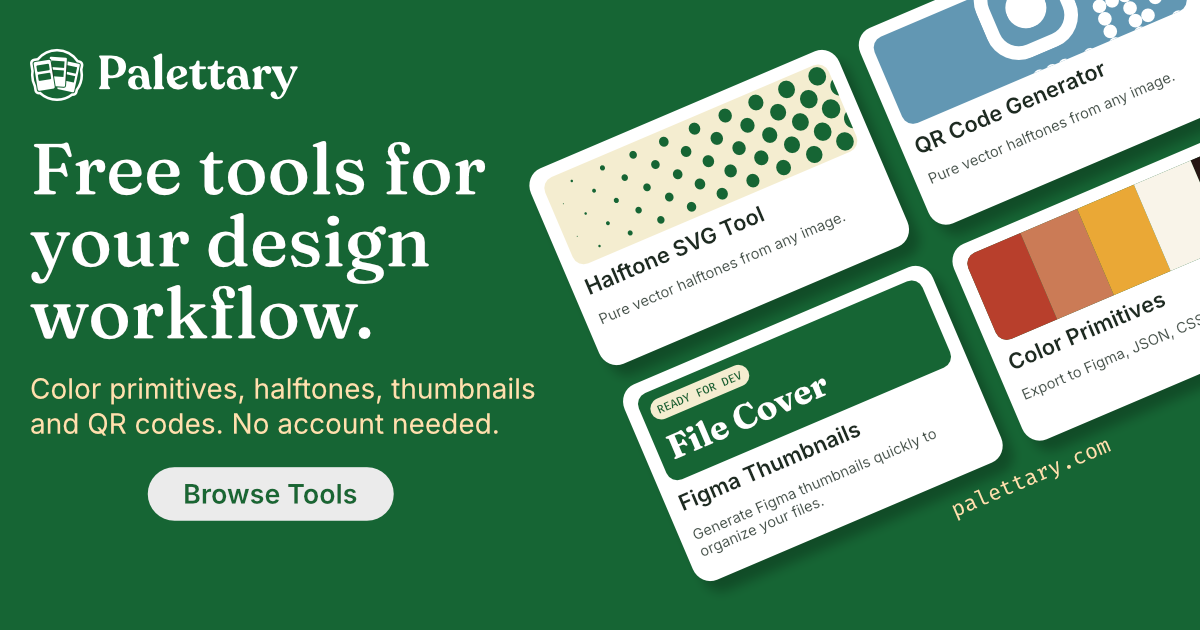 Palettary
Free tools for
your design
workflow.
Color primitives, halftones, thumbnails
and QR codes. No account needed.
Browse Tools
Halftone SVG Tool
Pure vector halftones from any image.
QR Code Generator
Pure vector halftones from any image.
READY FOR DEV
File Cover
Figma Thumbnails
Generate Figma thumbnails quickly to
organize your files.
Color Primitives
Export to Figma, JSON, CSS
palettary.com